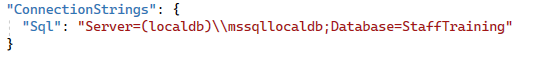 "ConnectionStrings": {
"Sql": "Server=(localdb)\\mssqllocaldb;Database=StaffTraining"
}